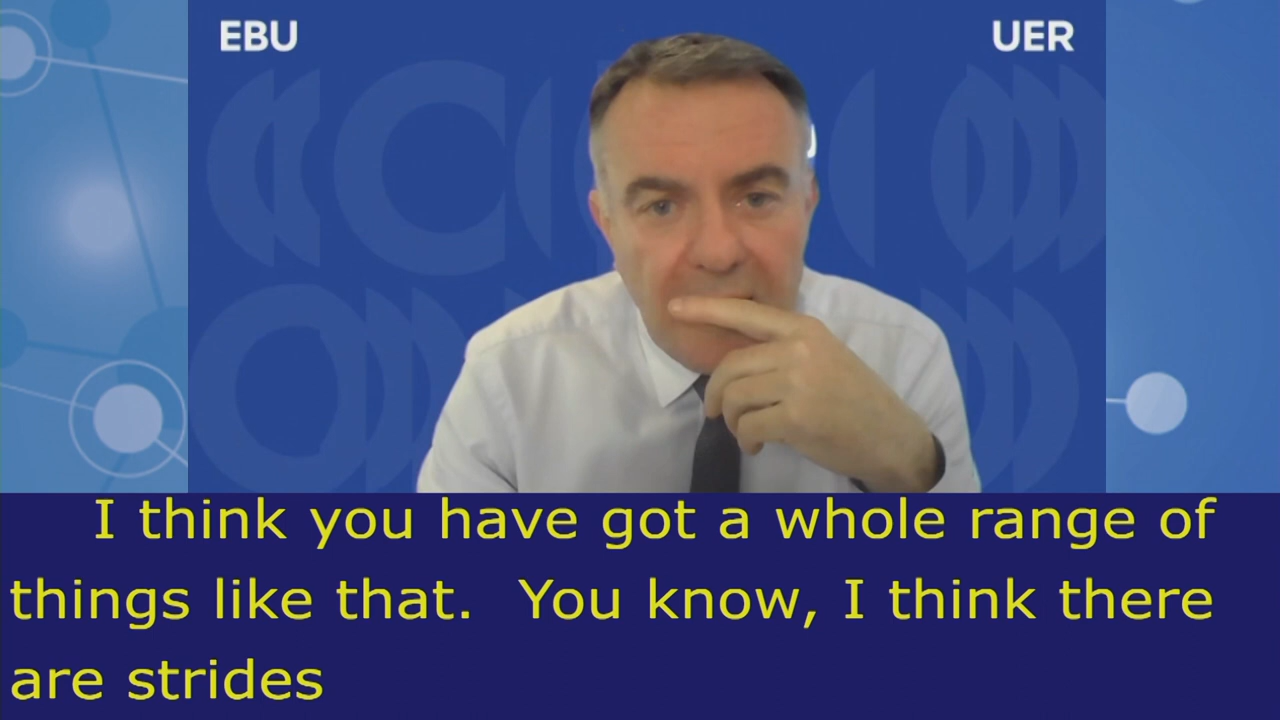 EBU UER
I think you have got a whole range of
things like that. You know, I think there
are strides